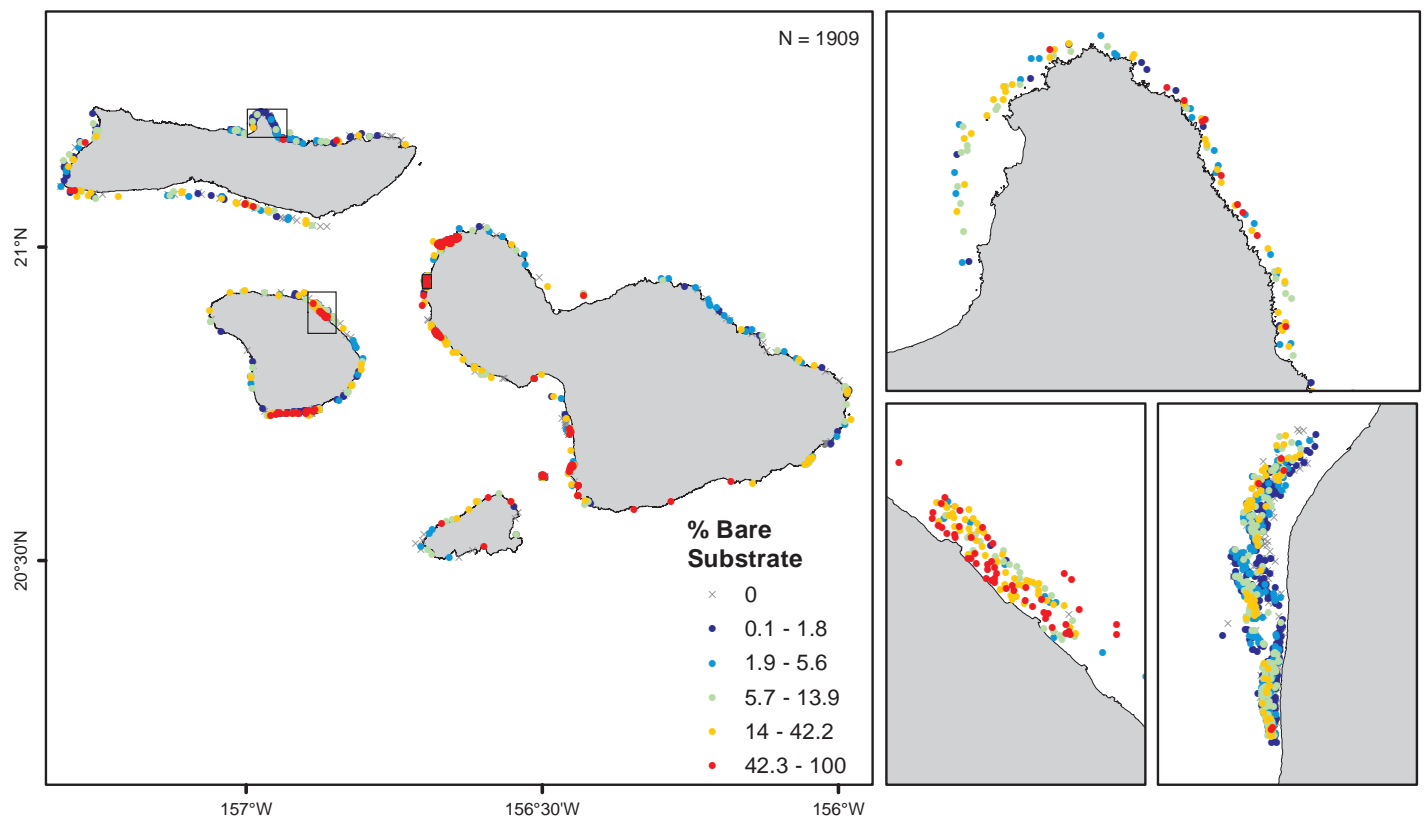 N = 1909
21°N
20°30'N
% Bare
Substrate
0
0.1 - 1.8
1.9 - 5.6
5.7 - 13.9
14 - 42.2
42.3 - 100
157°W
156°30'W
156°W